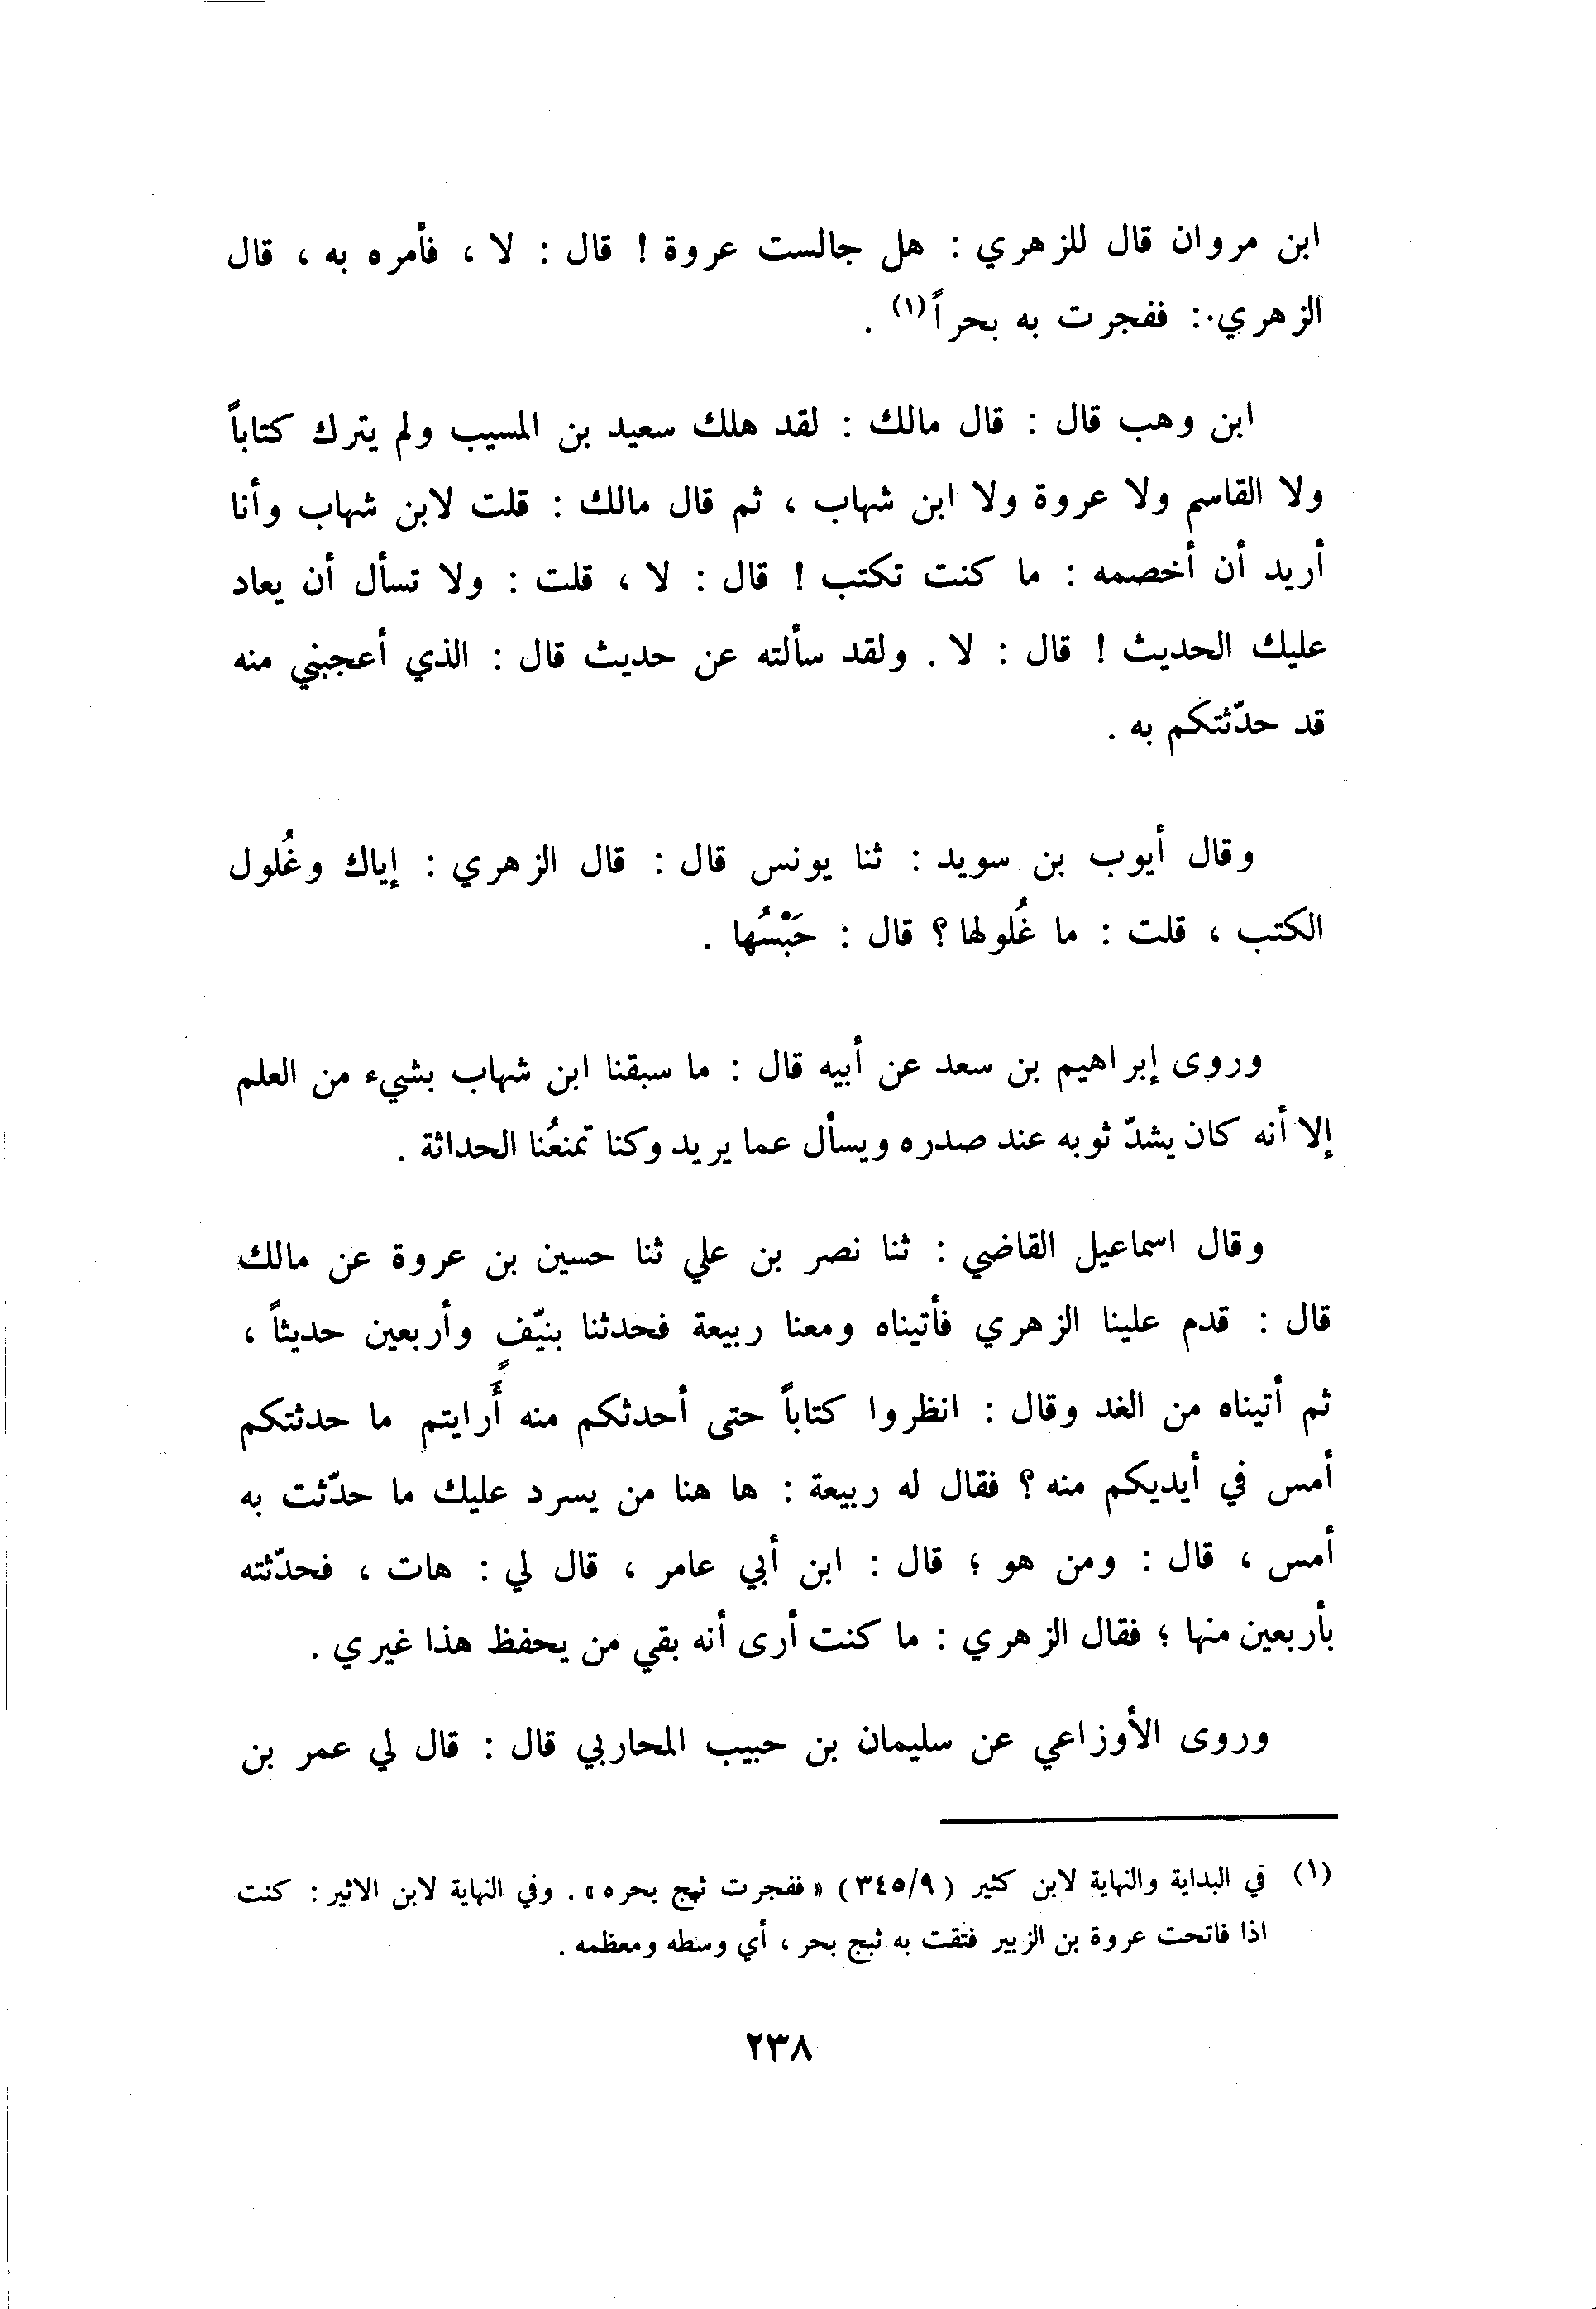 ابن مروان قال للزهري : هل جالست عروة ! قال : لا ، فأمره به ، قال
الزهري : ففجرت به بحراً(١) .
ابن وهب قال : قال مالك : لقد هلك سعيد بن المسيب ولم يترك كتاباً
ولا القاسم ولا عروة ولا ابن شهاب ، ثم قال مالك : قلت لابن شهاب وأنا
أريد أن أخصمه : ما كنت تكتب ! قال : لا ، قلت : ولا تسأل أن يعاد
عليك الحديث ! قال : لا . ولقد سألته عن حديث قال : الذي أعجبني منه
قد حدّثتكم به .
وقال أيوب بن سويد : ثنا يونس قال : قال الزهري : إياك وغُلول
الكتب ، قلت : ما غُلولها ؟ قال : حَبْسُها .
وروى إبراهيم بن سعد عن أبيه قال : ما سبقنا ابن شهاب بشيء من العلم
إلا أنه كان يشدّ ثوبه عند صدره ويسأل عما يريد وكنا تمنعُنا الحداثة .
وقال اسماعيل القاضي : ثنا نصر بن علي ثنا حسين بن عروة عن مالك
قال : قدم علينا الزهري فأتيناه ومعنا ربيعة فحدثنا بنيّفٍ وأربعين حديثاً ،
ثم أتيناه من الغد وقال : انظروا كتاباً حتى أحدثكم منه أَرايتم ما حدثتكم
أمس في أيديكم منه ؟ فقال له ربيعة : ها هنا من يسرد عليك ما حدّثت به
أمس ، قال : ومن هو ؛ قال : ابن أبي عامر ، قال لي : هات ، فحدّثته
بأربعين منها ؛ فقال الزهري : ما كنت أرى أنه بقي من يحفظ هذا غيري .
وروى الأوزاعي عن سليمان بن حبيب المحاربي قال : قال لي عمر بن
(١) في البداية والنهاية لابن كثير (٣٤٥/٩) «ففجرت ثبج بحره» . وفي النهاية لابن الاثير : كنت
اذا فاتحت عروة بن الزبير فتقت به ثبج بحر ، أي وسطه ومعظمه .
٢٣٨